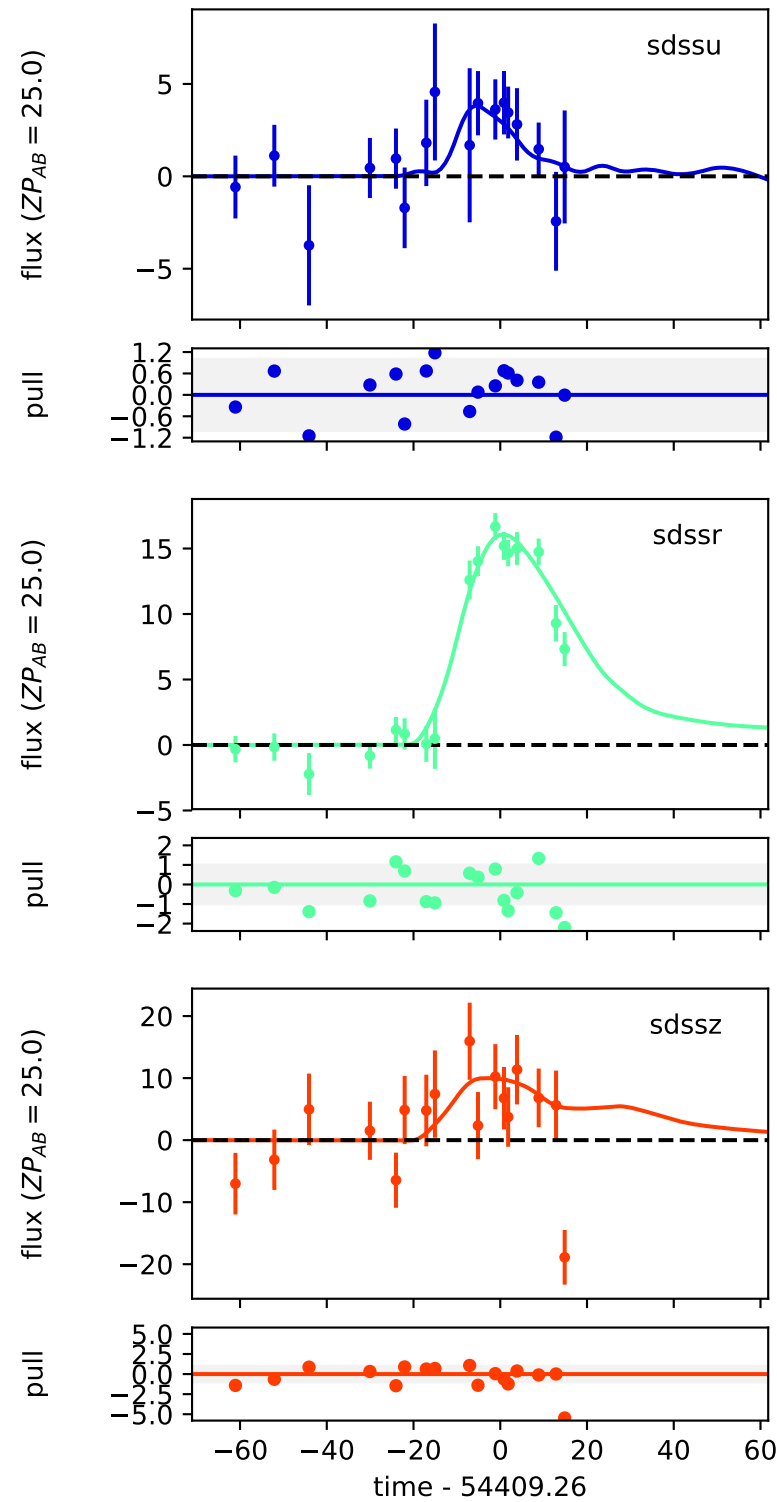 sdssu
flux (ZP_AB = 25.0)
5
0
−5
pull
1.2
0.6
0.0
−0.6
−1.2
sdssr
flux (ZP_AB = 25.0)
15
10
5
0
−5
pull
2
1
0
−1
−2
sdssz
flux (ZP_AB = 25.0)
20
10
0
−10
−20
pull
5.0
2.5
0.0
−2.5
−5.0
−60 −40 −20 0 20 40 60
time - 54409.26